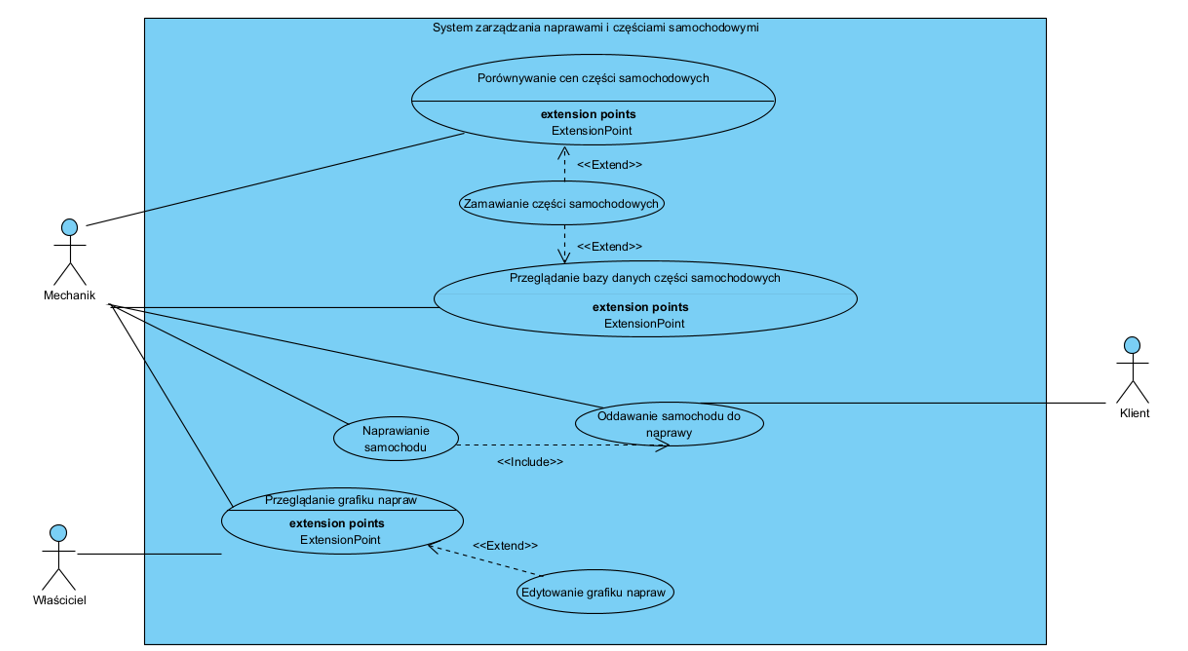 System zarządzania naprawami i częściami samochodowymi
Porównywanie cen części samochodowych
extension points
ExtensionPoint
<<Extend>>
Zamawianie części samochodowych
<<Extend>>
Przeglądanie bazy danych części samochodowych
extension points
ExtensionPoint
Mechanik
Klient
Oddawanie samochodu do
naprawy
Naprawianie
samochodu
<<Include>>
Przeglądanie grafiku napraw
extension points
ExtensionPoint
<<Extend>>
Edytowanie grafiku napraw
Właściciel